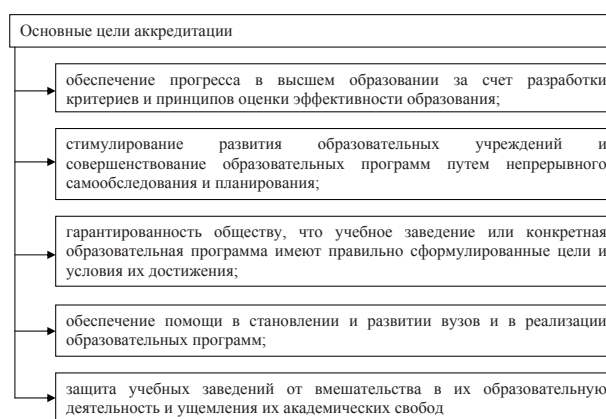 Основные цели аккредитации
обеспечение прогресса в высшем образовании за счет разработки
критериев и принципов оценки эффективности образования;
стимулирование развития образовательных учреждений и
совершенствование образовательных программ путем непрерывного
самообследования и планирования;
гарантированность обществу, что учебное заведение или конкретная
образовательная программа имеют правильно сформулированные цели и
условия их достижения;
обеспечение помощи в становлении и развитии вузов и в реализации
образовательных программ;
защита учебных заведений от вмешательства в их образовательную
деятельность и ущемления их академических свобод